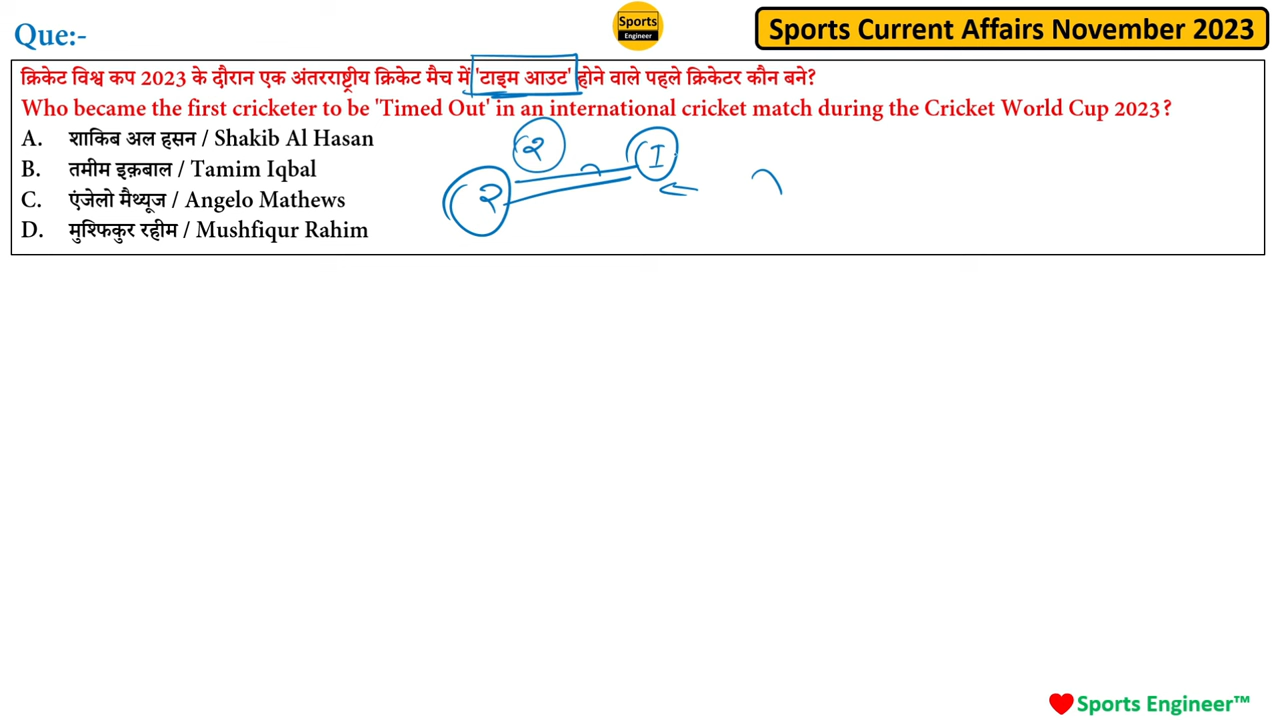 Que:-
Sports
Engineer
Sports Current Affairs November 2023
क्रिकेट विश्व कप 2023 के दौरान एक अंतरराष्ट्रीय क्रिकेट मैच में 'टाइम आउट' होने वाले पहले क्रिकेटर कौन बने?
Who became the first cricketer to be 'Timed Out' in an international cricket match during the Cricket World Cup 2023?
A. शाकिब अल हसन / Shakib Al Hasan
B. तमीम इक़बाल / Tamim Iqbal
C. एंजेलो मैथ्यूज / Angelo Mathews
D. मुश्फिकुर रहीम / Mushfiqur Rahim
Sports Engineer™